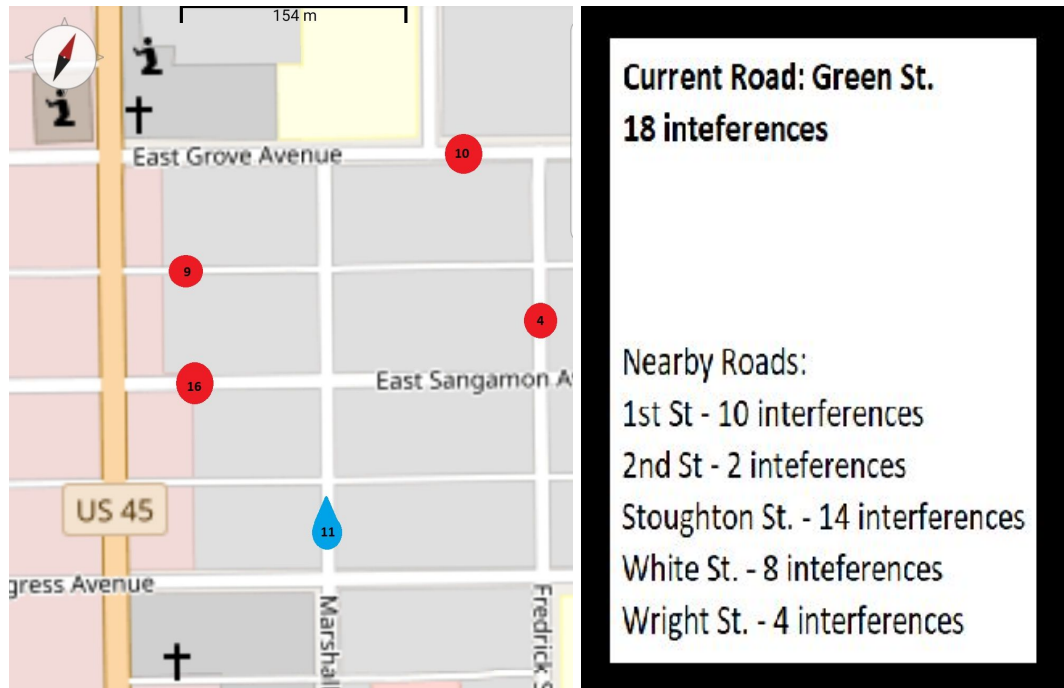 154 m
East Grove Avenue
10
9
4
16
East Sangamon A
US 45
11
gress Avenue
Marshal
Fredrick S
Current Road: Green St.
18 inteferences
Nearby Roads:
1st St - 10 interferences
2nd St - 2 inteferences
Stoughton St. - 14 interferences
White St. - 8 inteferences
Wright St. - 4 interferences